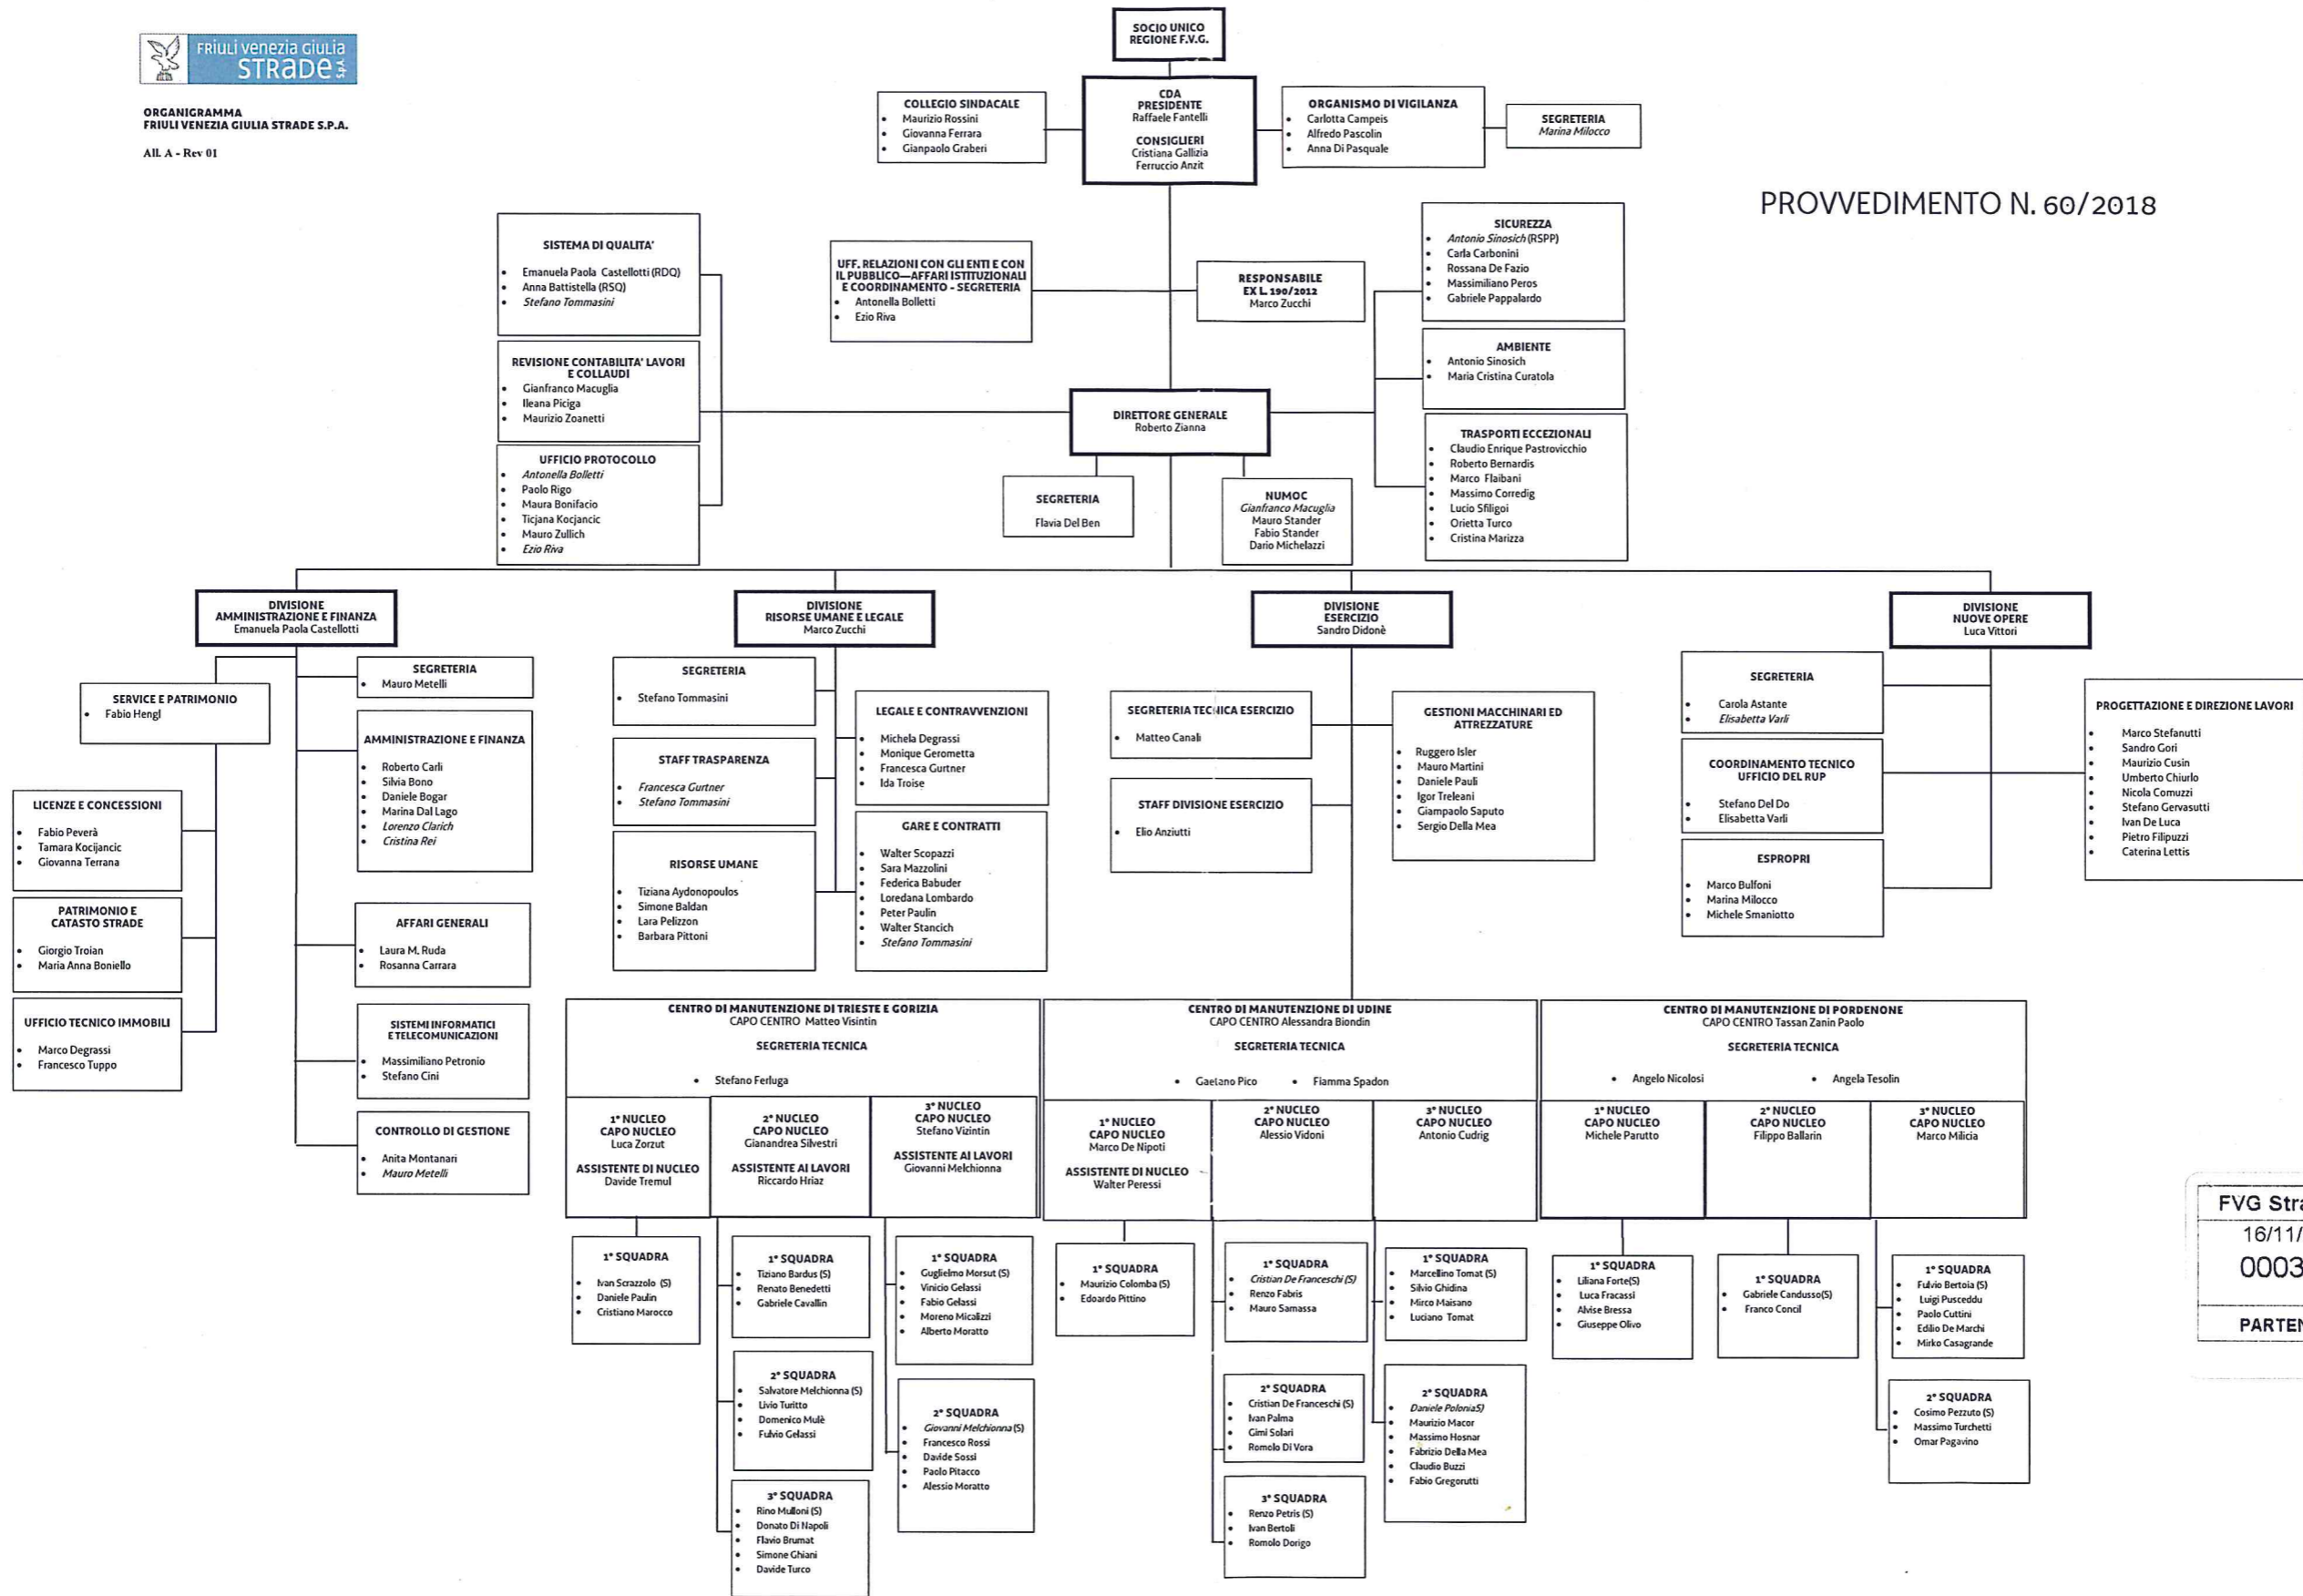 FRIULI VENEZIA GIULIA
STRADE S.p.A.
ORGANIGRAMMA
FRIULI VENEZIA GIULIA STRADE S.P.A.
All. A - Rev 01
SOCIO UNICO
REGIONE F.V.G.
COLLEGIO SINDACALE
• Maurizio Rossini
• Giovanna Ferrara
• Gianpaolo Graberi
CDA
PRESIDENTE
Raffaele Fantelli
CONSIGLIERI
Cristiana Gallizia
Ferruccio Anzit
ORGANISMO DI VIGILANZA
• Carlotta Campeis
• Alfredo Pascolin
• Anna Di Pasquale
SEGRETERIA
Marina Milocco
PROVVEDIMENTO N. 60/2018
SISTEMA DI QUALITA'
• Emanuela Paola Castellotti (RDQ)
• Anna Battistella (RSQ)
• Stefano Tommasini
REVISIONE CONTABILITA' LAVORI
E COLLAUDI
• Gianfranco Macuglia
• Ileana Piciga
• Maurizio Zoanetti
UFFICIO PROTOCOLLO
• Antonella Bolletti
• Paolo Rigo
• Maura Bonifacio
• Ticjana Kocjancic
• Mauro Zullich
• Ezio Riva
UFF. RELAZIONI CON GLI ENTI E CON
IL PUBBLICO—AFFARI ISTITUZIONALI
E COORDINAMENTO - SEGRETERIA
• Antonella Bolletti
• Ezio Riva
RESPONSABILE
EX L. 190/2012
Marco Zucchi
SICUREZZA
• Antonio Sinosich (RSPP)
• Carla Carbonini
• Rossana De Fazio
• Massimiliano Peros
• Gabriele Pappalardo
AMBIENTE
• Antonio Sinosich
• Maria Cristina Curatola
TRASPORTI ECCEZIONALI
• Claudio Enrique Pastrovicchio
• Roberto Bernardis
• Marco Flaibani
• Massimo Corredig
• Lucio Sfiligoi
• Orietta Turco
• Cristina Marizza
DIRETTORE GENERALE
Roberto Zianna
SEGRETERIA
Flavia Del Ben
NUMOC
Gianfranco Macuglia
Mauro Stander
Fabio Stander
Dario Michelazzi
DIVISIONE
AMMINISTRAZIONE E FINANZA
Emanuela Paola Castellotti
SERVICE E PATRIMONIO
• Fabio Hengl
LICENZE E CONCESSIONI
• Fabio Peverà
• Tamara Kocijancic
• Giovanna Terrana
PATRIMONIO E
CATASTO STRADE
• Giorgio Troian
• Maria Anna Boniello
UFFICIO TECNICO IMMOBILI
• Marco Degrassi
• Francesco Tuppo
SEGRETERIA
• Mauro Metelli
AMMINISTRAZIONE E FINANZA
• Roberto Carli
• Silvia Bono
• Daniele Bogar
• Marina Dal Lago
• Lorenzo Clarich
• Cristina Rei
AFFARI GENERALI
• Laura M. Ruda
• Rosanna Carrara
SISTEMI INFORMATICI
E TELECOMUNICAZIONI
• Massimiliano Petronio
• Stefano Cini
CONTROLLO DI GESTIONE
• Anita Montanari
• Mauro Metelli
DIVISIONE
RISORSE UMANE E LEGALE
Marco Zucchi
SEGRETERIA
• Stefano Tommasini
STAFF TRASPARENZA
• Francesca Gurtner
• Stefano Tommasini
RISORSE UMANE
• Tiziana Aydonopoulos
• Simone Baldan
• Lara Pelizzon
• Barbara Pittoni
LEGALE E CONTRAVVENZIONI
• Michela Degrassi
• Monique Gerometta
• Francesca Gurtner
• Ida Troise
GARE E CONTRATTI
• Walter Scopazzi
• Sara Mazzolini
• Federica Babuder
• Loredana Lombardo
• Peter Paulin
• Walter Stancich
• Stefano Tommasini
DIVISIONE
ESERCIZIO
Sandro Didonè
SEGRETERIA TECNICA ESERCIZIO
• Matteo Canali
STAFF DIVISIONE ESERCIZIO
• Elio Anziutti
GESTIONI MACCHINARI ED
ATTREZZATURE
• Ruggero Isler
• Mauro Martini
• Daniele Pauli
• Igor Treleani
• Giampaolo Saputo
• Sergio Della Mea
DIVISIONE
NUOVE OPERE
Luca Vittori
SEGRETERIA
• Carola Astante
• Elisabetta Varli
COORDINAMENTO TECNICO
UFFICIO DEL RUP
• Stefano Del Do
• Elisabetta Varli
ESPROPRI
• Marco Bulfoni
• Marina Milocco
• Michele Smaniotto
PROGETTAZIONE E DIREZIONE LAVORI
• Marco Stefanutti
• Sandro Gori
• Maurizio Cusin
• Umberto Chiurlo
• Nicola Comuzzi
• Stefano Gervasutti
• Ivan De Luca
• Pietro Filipuzzi
• Caterina Lettis
CENTRO DI MANUTENZIONE DI TRIESTE E GORIZIA
CAPO CENTRO Matteo Visintin
SEGRETERIA TECNICA
• Stefano Ferluga
1° NUCLEO
CAPO NUCLEO
Luca Zorzut
ASSISTENTE DI NUCLEO
Davide Tremul
2° NUCLEO
CAPO NUCLEO
Gianandrea Silvestri
ASSISTENTE AI LAVORI
Riccardo Hriaz
3° NUCLEO
CAPO NUCLEO
Stefano Vizintin
ASSISTENTE AI LAVORI
Giovanni Melchionna
CENTRO DI MANUTENZIONE DI UDINE
CAPO CENTRO Alessandra Biondin
SEGRETERIA TECNICA
• Gaetano Pico • Fiamma Spadon
1° NUCLEO
CAPO NUCLEO
Marco De Nipoti
ASSISTENTE DI NUCLEO
Walter Peressi
2° NUCLEO
CAPO NUCLEO
Alessio Vidoni
3° NUCLEO
CAPO NUCLEO
Antonio Cudrig
CENTRO DI MANUTENZIONE DI PORDENONE
CAPO CENTRO Tassan Zanin Paolo
SEGRETERIA TECNICA
• Angelo Nicolosi • Angela Tesolin
1° NUCLEO
CAPO NUCLEO
Michele Parutto
2° NUCLEO
CAPO NUCLEO
Filippo Ballarin
3° NUCLEO
CAPO NUCLEO
Marco Milicia
1° SQUADRA
• Ivan Scrazzolo (S)
• Daniele Paulin
• Cristiano Marocco
1° SQUADRA
• Tiziano Bardus (S)
• Renato Benedetti
• Gabriele Cavallin
2° SQUADRA
• Salvatore Melchionna (S)
• Livio Turitto
• Domenico Mulè
• Fulvio Gelassi
3° SQUADRA
• Rino Mulloni (S)
• Donato Di Napoli
• Flavio Brumat
• Simone Ghiani
• Davide Turco
1° SQUADRA
• Guglielmo Morsut (S)
• Vinicio Gelassi
• Fabio Gelassi
• Moreno Micalizzi
• Alberto Moratto
2° SQUADRA
• Giovanni Melchionna (S)
• Francesco Rossi
• Davide Sossi
• Paolo Pitacco
• Alessio Moratto
1° SQUADRA
• Maurizio Colomba (S)
• Edoardo Pittino
1° SQUADRA
• Cristian De Franceschi (S)
• Renzo Fabris
• Mauro Samassa
2° SQUADRA
• Cristian De Franceschi (S)
• Ivan Palma
• Gimi Solari
• Romolo Di Vora
3° SQUADRA
• Renzo Petris (S)
• Ivan Bertoli
• Romolo Dorigo
1° SQUADRA
• Marcellino Tomat (S)
• Silvio Ghidina
• Mirco Maisano
• Luciano Tomat
2° SQUADRA
• Daniele PoloniaS)
• Maurizio Macor
• Massimo Hosnar
• Fabrizio Della Mea
• Claudio Buzzi
• Fabio Gregorutti
1° SQUADRA
• Liliana Forte(S)
• Luca Fracassi
• Alvise Bressa
• Giuseppe Olivo
1° SQUADRA
• Gabriele Candusso(S)
• Franco Concil
1° SQUADRA
• Fulvio Bertoia (S)
• Luigi Pusceddu
• Paolo Cuttini
• Edilio De Marchi
• Mirko Casagrande
2° SQUADRA
• Cosimo Pezzuto (S)
• Massimo Turchetti
• Omar Pagavino
FVG Stra
16/11/
0003
PARTEN